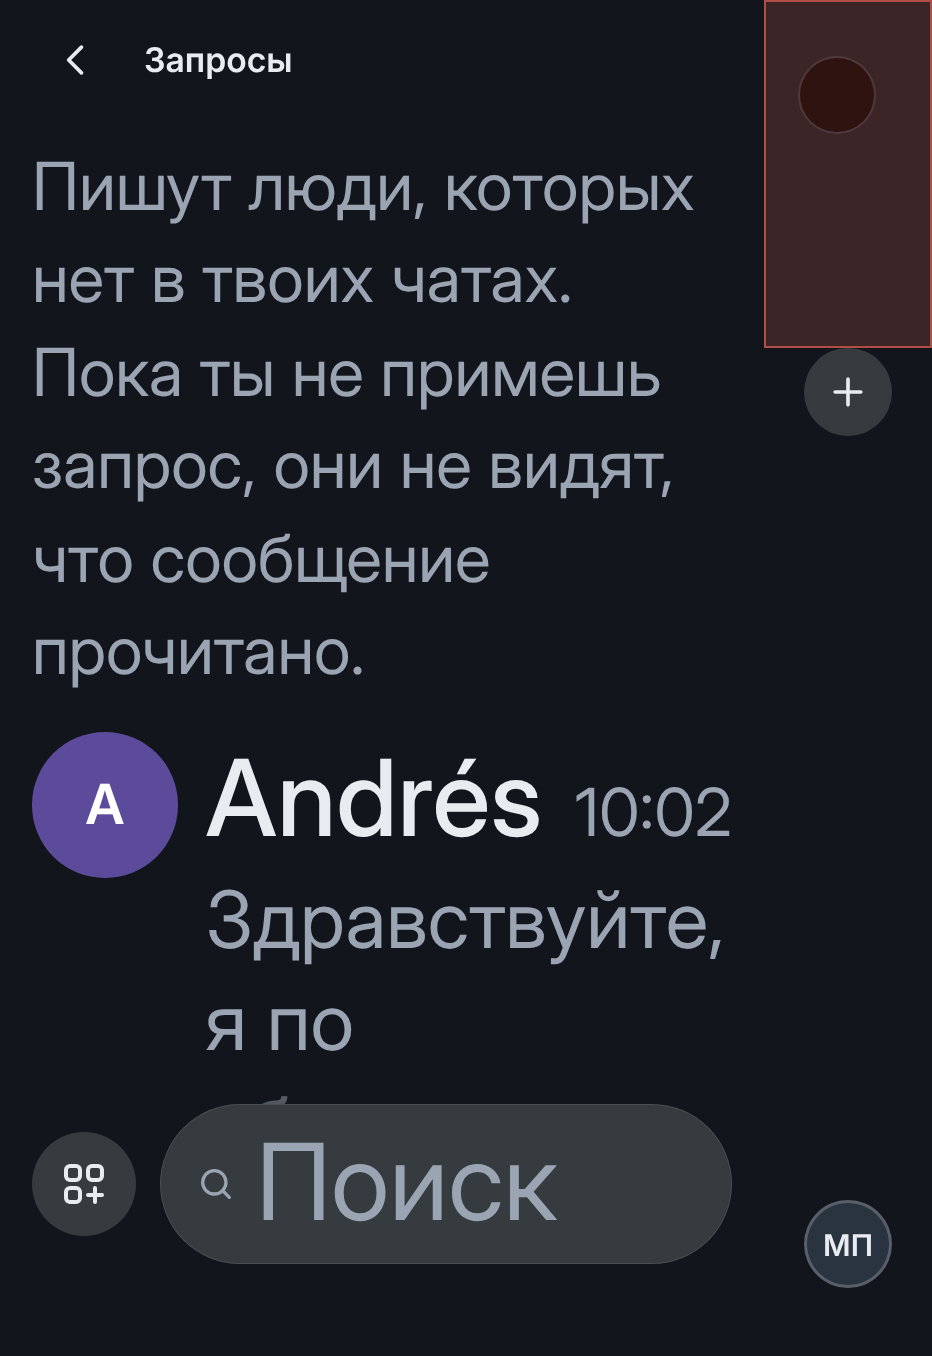 Запросы
Пишут люди, которых
нет в твоих чатах.
Пока ты не примешь
запрос, они не видят,
что сообщение
прочитано.
A
Andrés 10:02
Здравствуйте,
я по
Поиск
МП